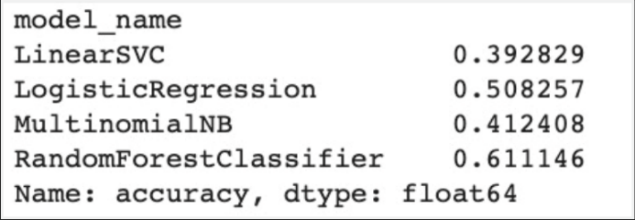 model_name
LinearSVC 0.392829
LogisticRegression 0.508257
MultinomialNB 0.412408
RandomForestClassifier 0.611146
Name: accuracy, dtype: float64